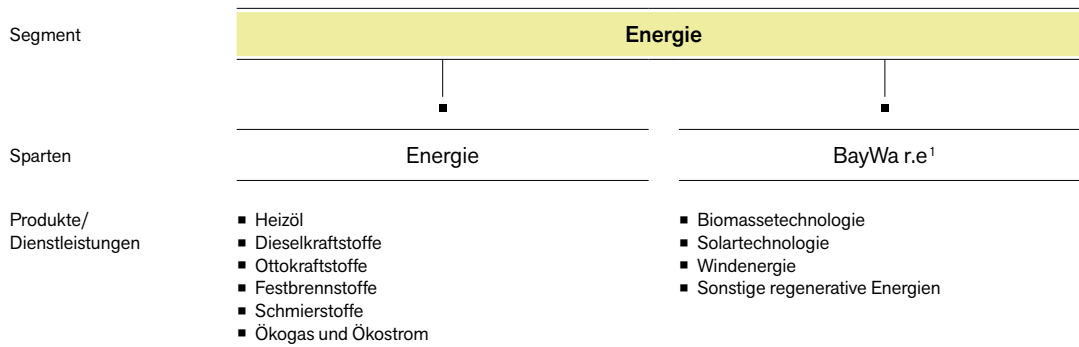 Segment
Energie
Sparten
Energie
BayWa r.e¹
Produkte/
Dienstleistungen
▪ Heizöl
▪ Dieselkraftstoffe
▪ Ottokraftstoffe
▪ Festbrennstoffe
▪ Schmierstoffe
▪ Ökogas und Ökostrom
▪ Biomassetechnologie
▪ Solartechnologie
▪ Windenergie
▪ Sonstige regenerative Energien